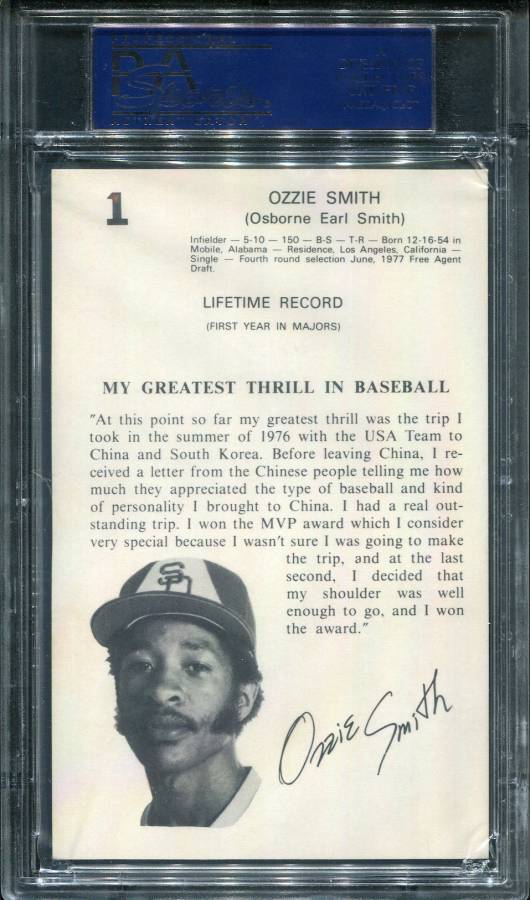 PSA
1
OZZIE SMITH
(Osborne Earl Smith)
Infielder — 5-10 — 150 — B-S — T-R — Born 12-16-54 in
Mobile, Alabama — Residence, Los Angeles, California —
Single — Fourth round selection June, 1977 Free Agent
Draft.
LIFETIME RECORD
(FIRST YEAR IN MAJORS)
MY GREATEST THRILL IN BASEBALL
"At this point so far my greatest thrill was the trip I
took in the summer of 1976 with the USA Team to
China and South Korea. Before leaving China, I re-
ceived a letter from the Chinese people telling me how
much they appreciated the type of baseball and kind
of personality I brought to China. I had a real out-
standing trip. I won the MVP award which I consider
very special because I wasn't sure I was going to make
the trip, and at the last
second, I decided that
my shoulder was well
enough to go, and I won
the award."
SD
Ozzie Smith